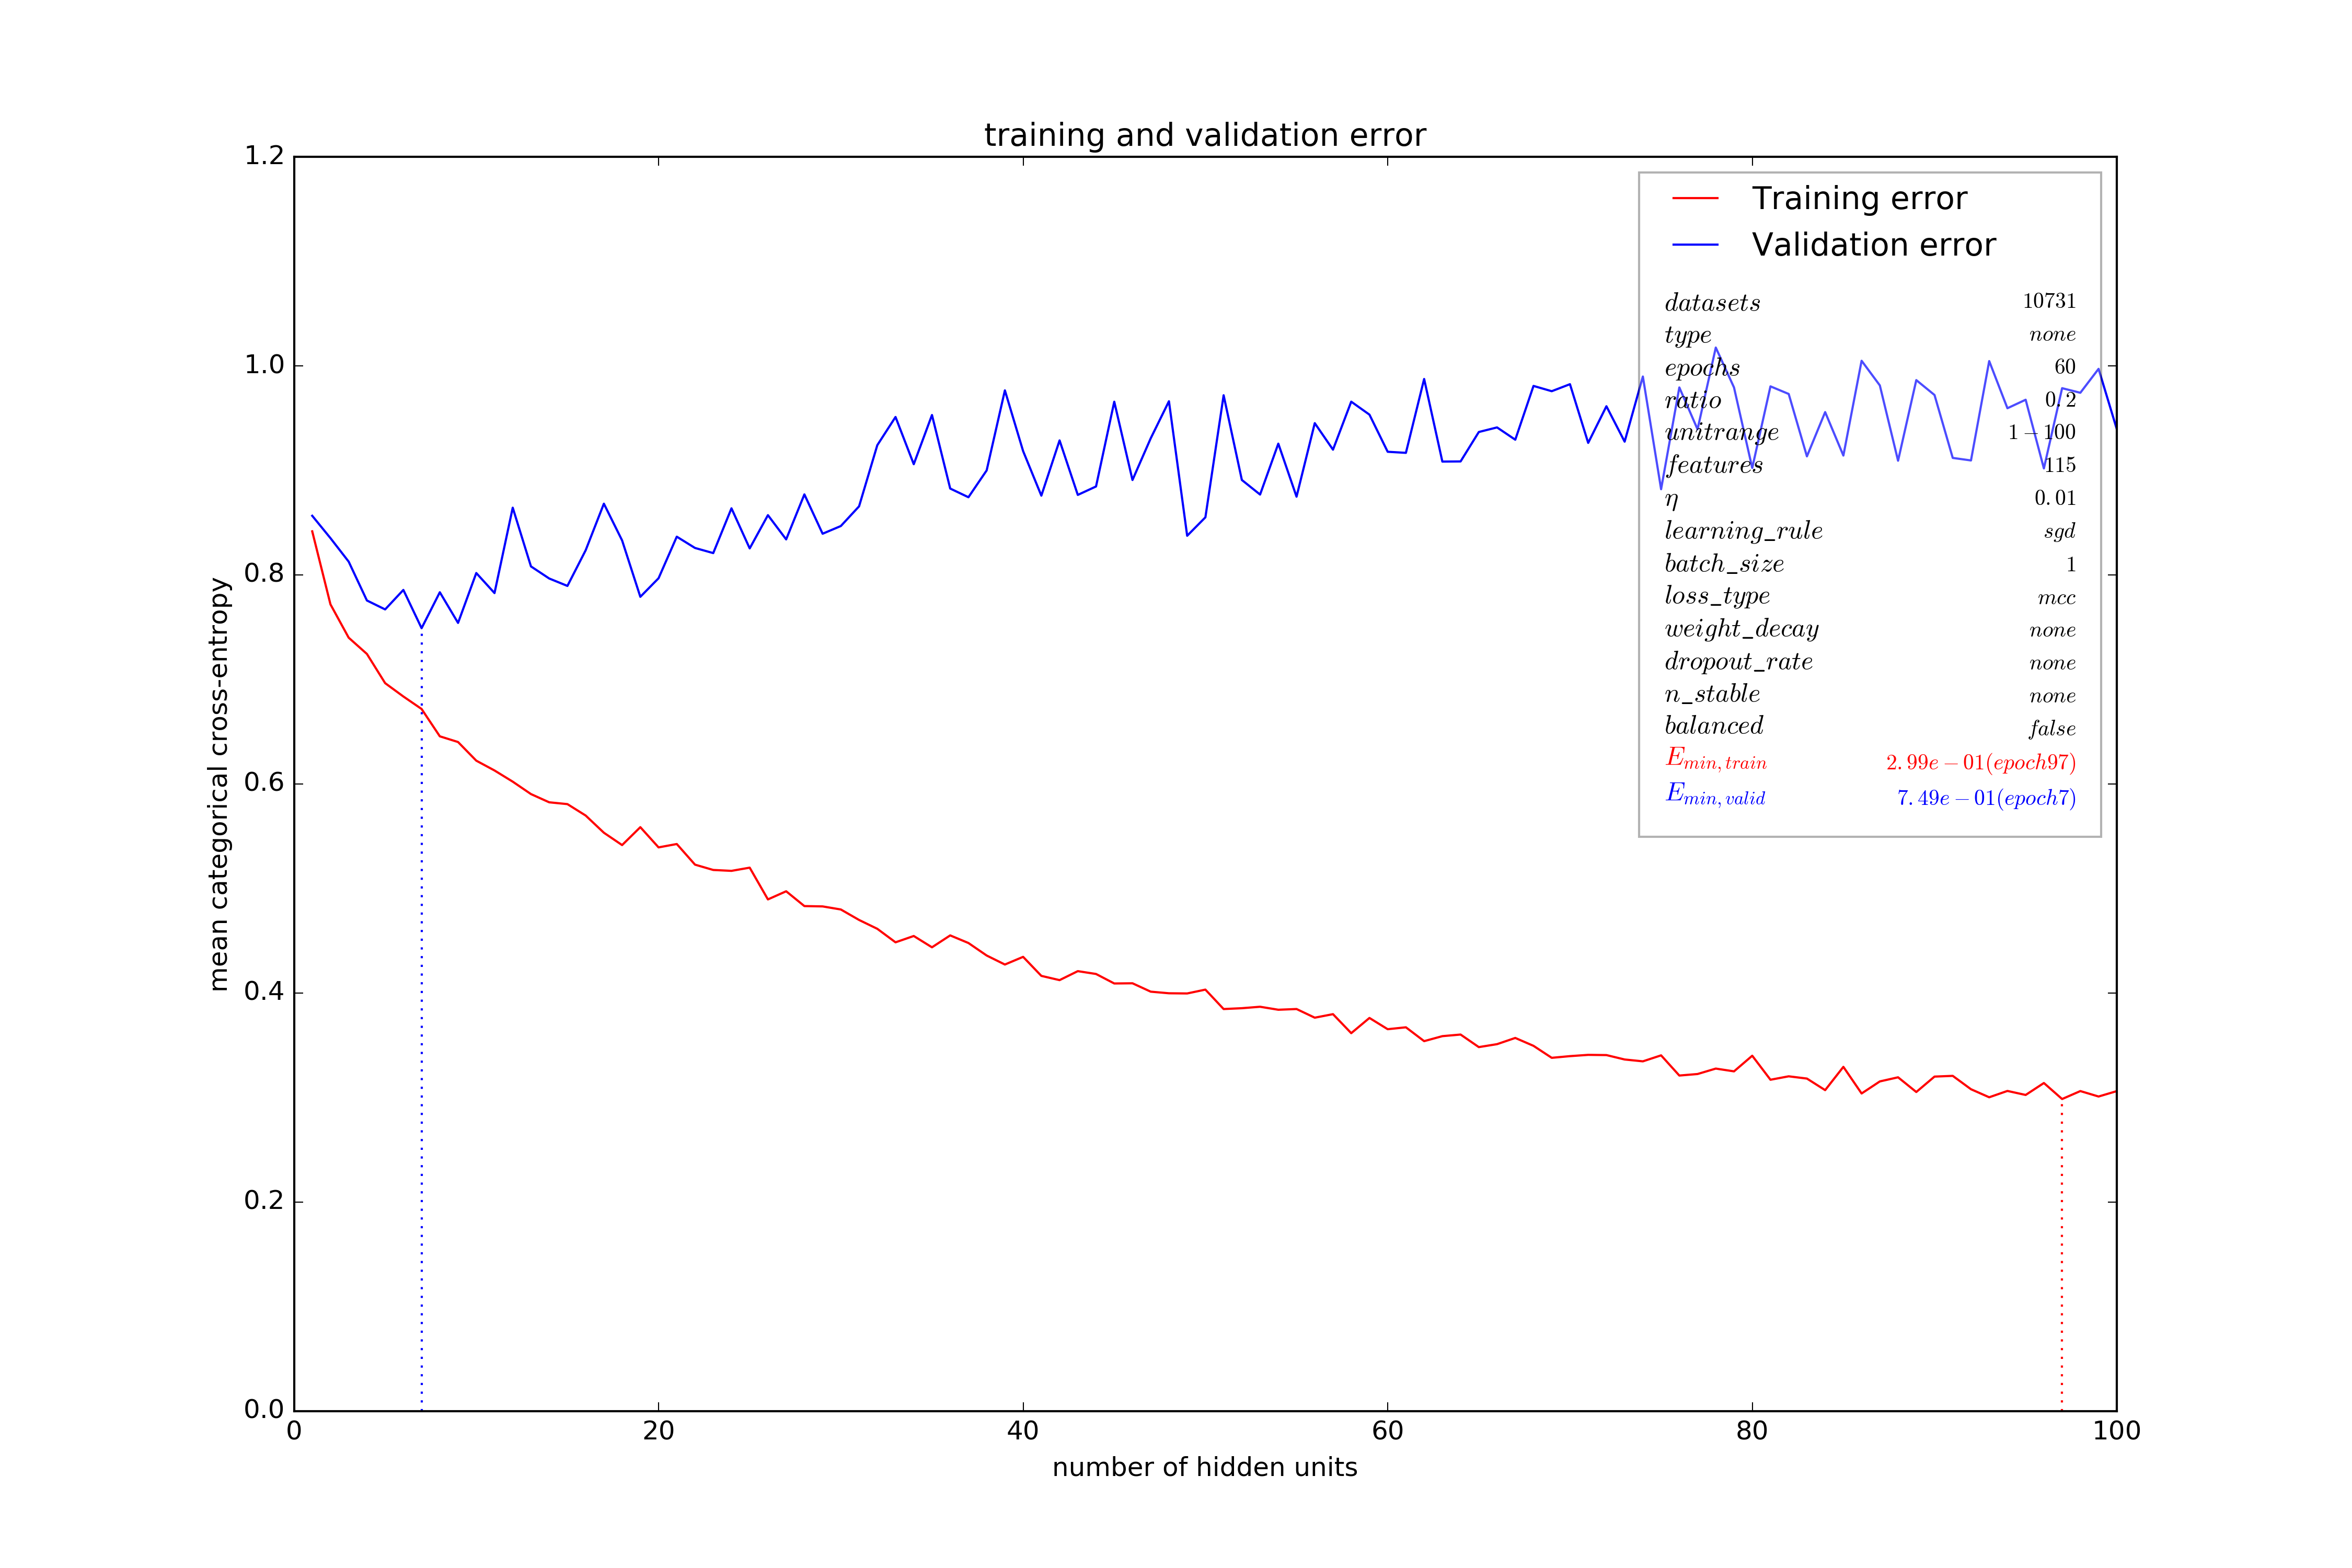 training and validation error
1.2
1.0
0.8
0.6
0.4
0.2
0.0
mean categorical cross-entropy
Training error
Validation error
datasets 10731
type none
epochs 60
ratio 0.2
unitrange 1-100
features 115
η 0.01
learning_rule sgd
batch_size 1
loss_type mcc
weight_decay none
dropout_rate none
n_stable none
balanced false
E_{min,train} 2.99e-01(epoch97)
E_{min,valid} 7.49e-01(epoch7)
0 20 40 60 80 100
number of hidden units